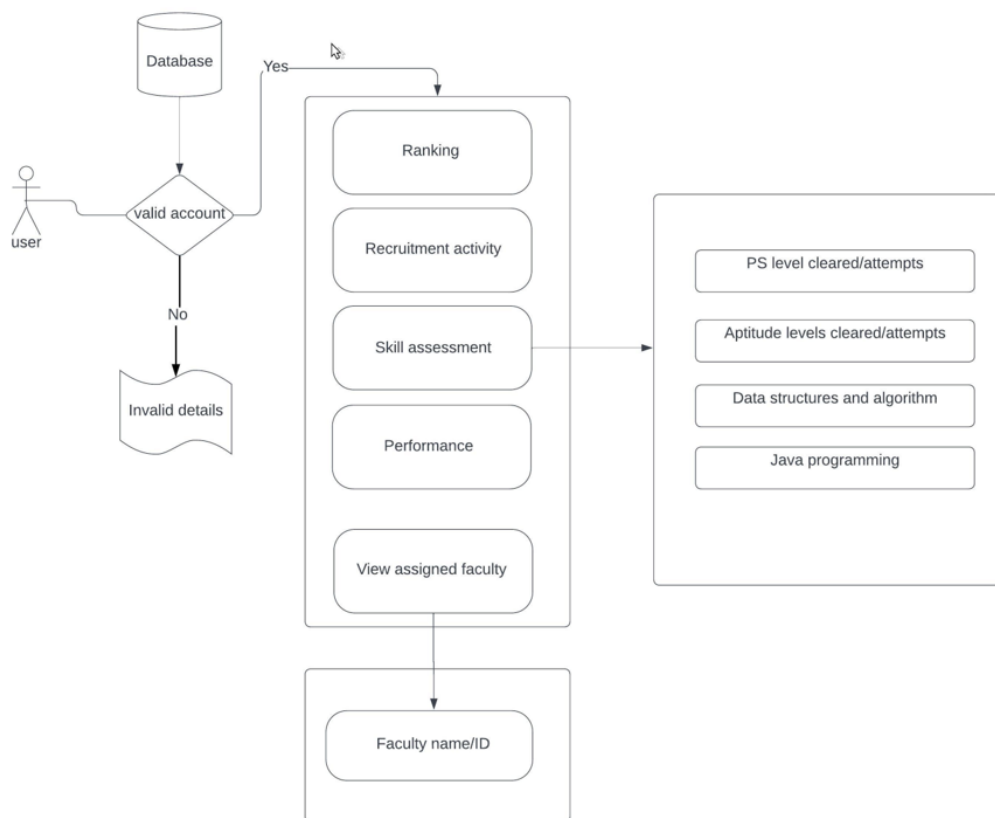 Database
Yes
valid account
user
No
Invalid details
Ranking
Recruitment activity
Skill assessment
Performance
View assigned faculty
PS level cleared/attempts
Aptitude levels cleared/attempts
Data structures and algorithm
Java programming
Faculty name/ID